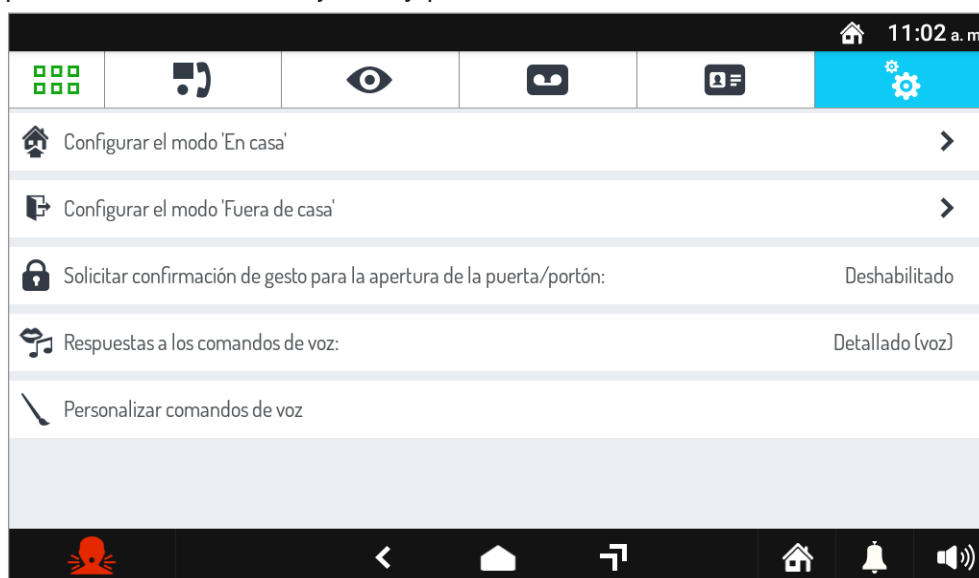 11:02 a. m
Configurar el modo 'En casa'
Configurar el modo 'Fuera de casa'
Solicitar confirmación de gesto para la apertura de la puerta/portón: Deshabilitado
Respuestas a los comandos de voz: Detallado (voz)
Personalizar comandos de voz